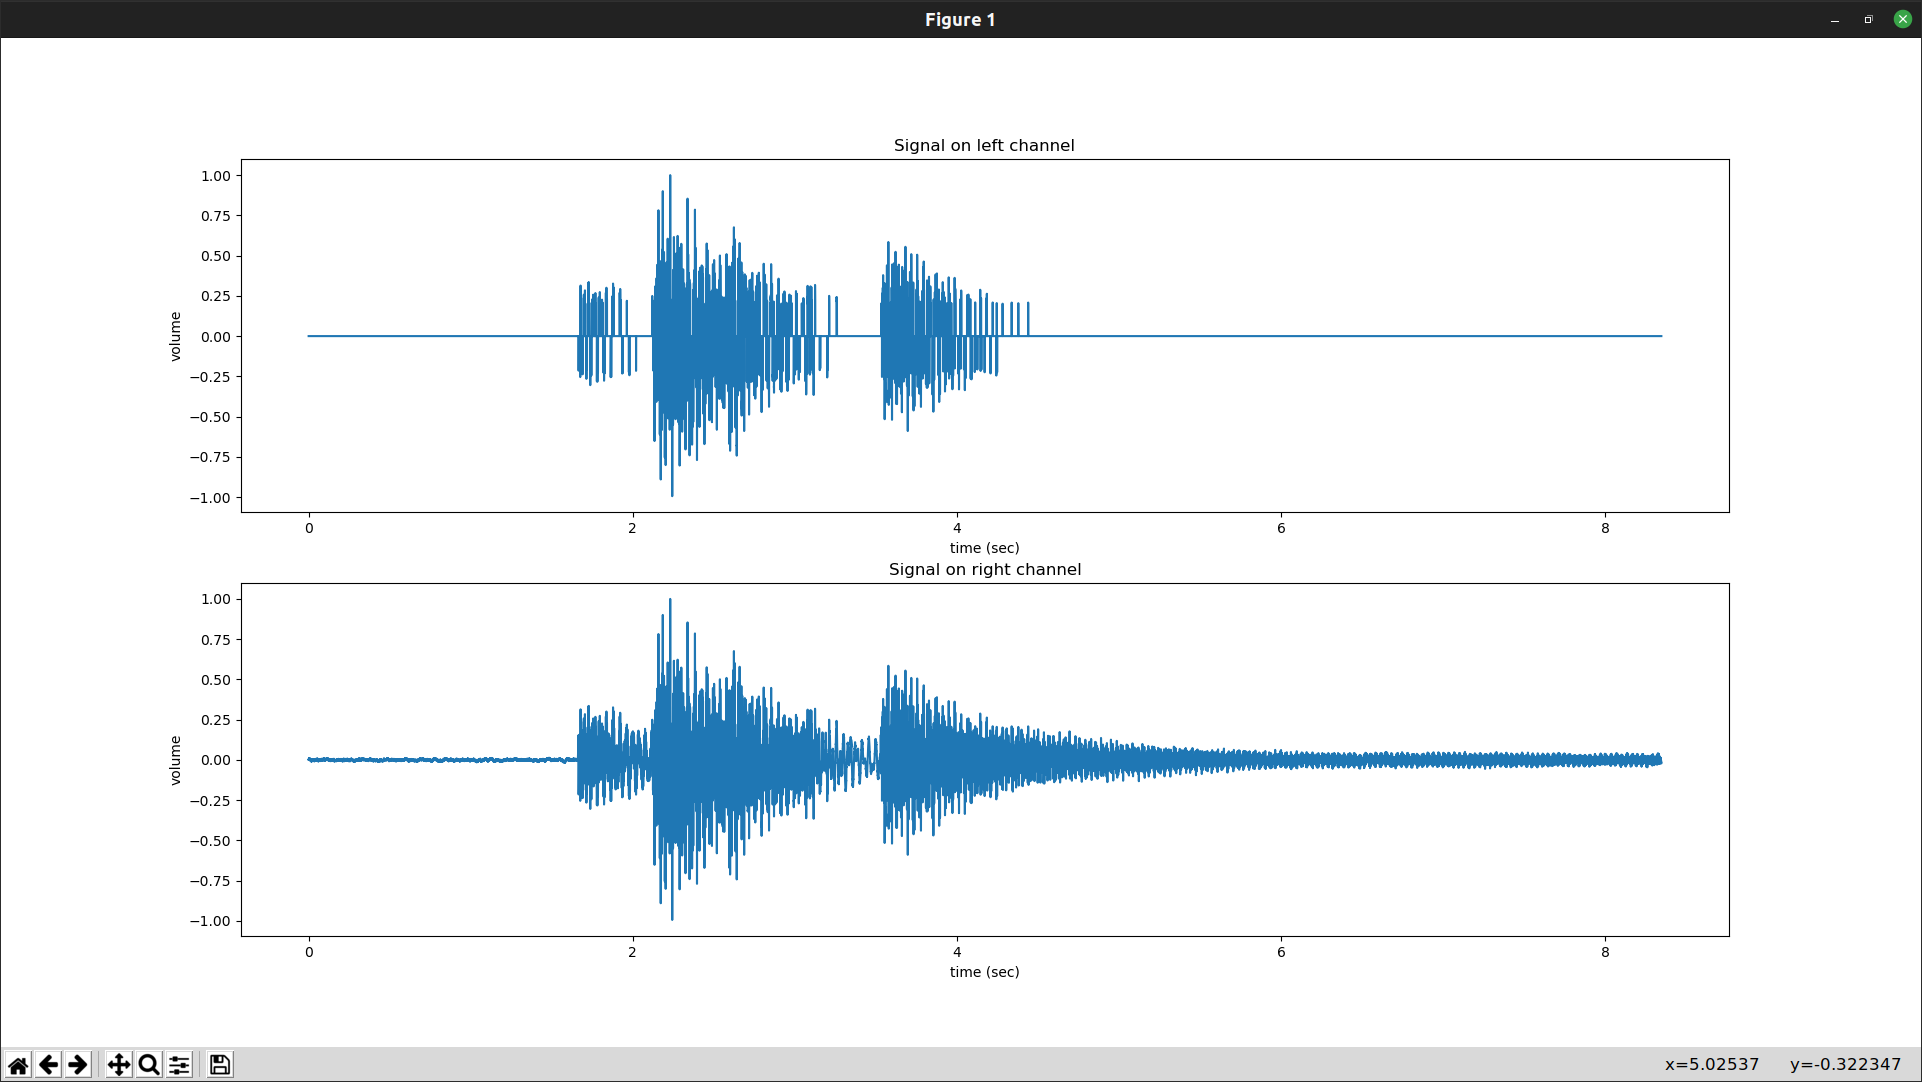 Figure 1
Signal on left channel
1.00
0.75
0.50
0.25
0.00
−0.25
−0.50
−0.75
−1.00
volume
0 2 4 6 8
time (sec)
Signal on right channel
1.00
0.75
0.50
0.25
0.00
−0.25
−0.50
−0.75
−1.00
volume
0 2 4 6 8
time (sec)
x=5.02537 y=-0.322347